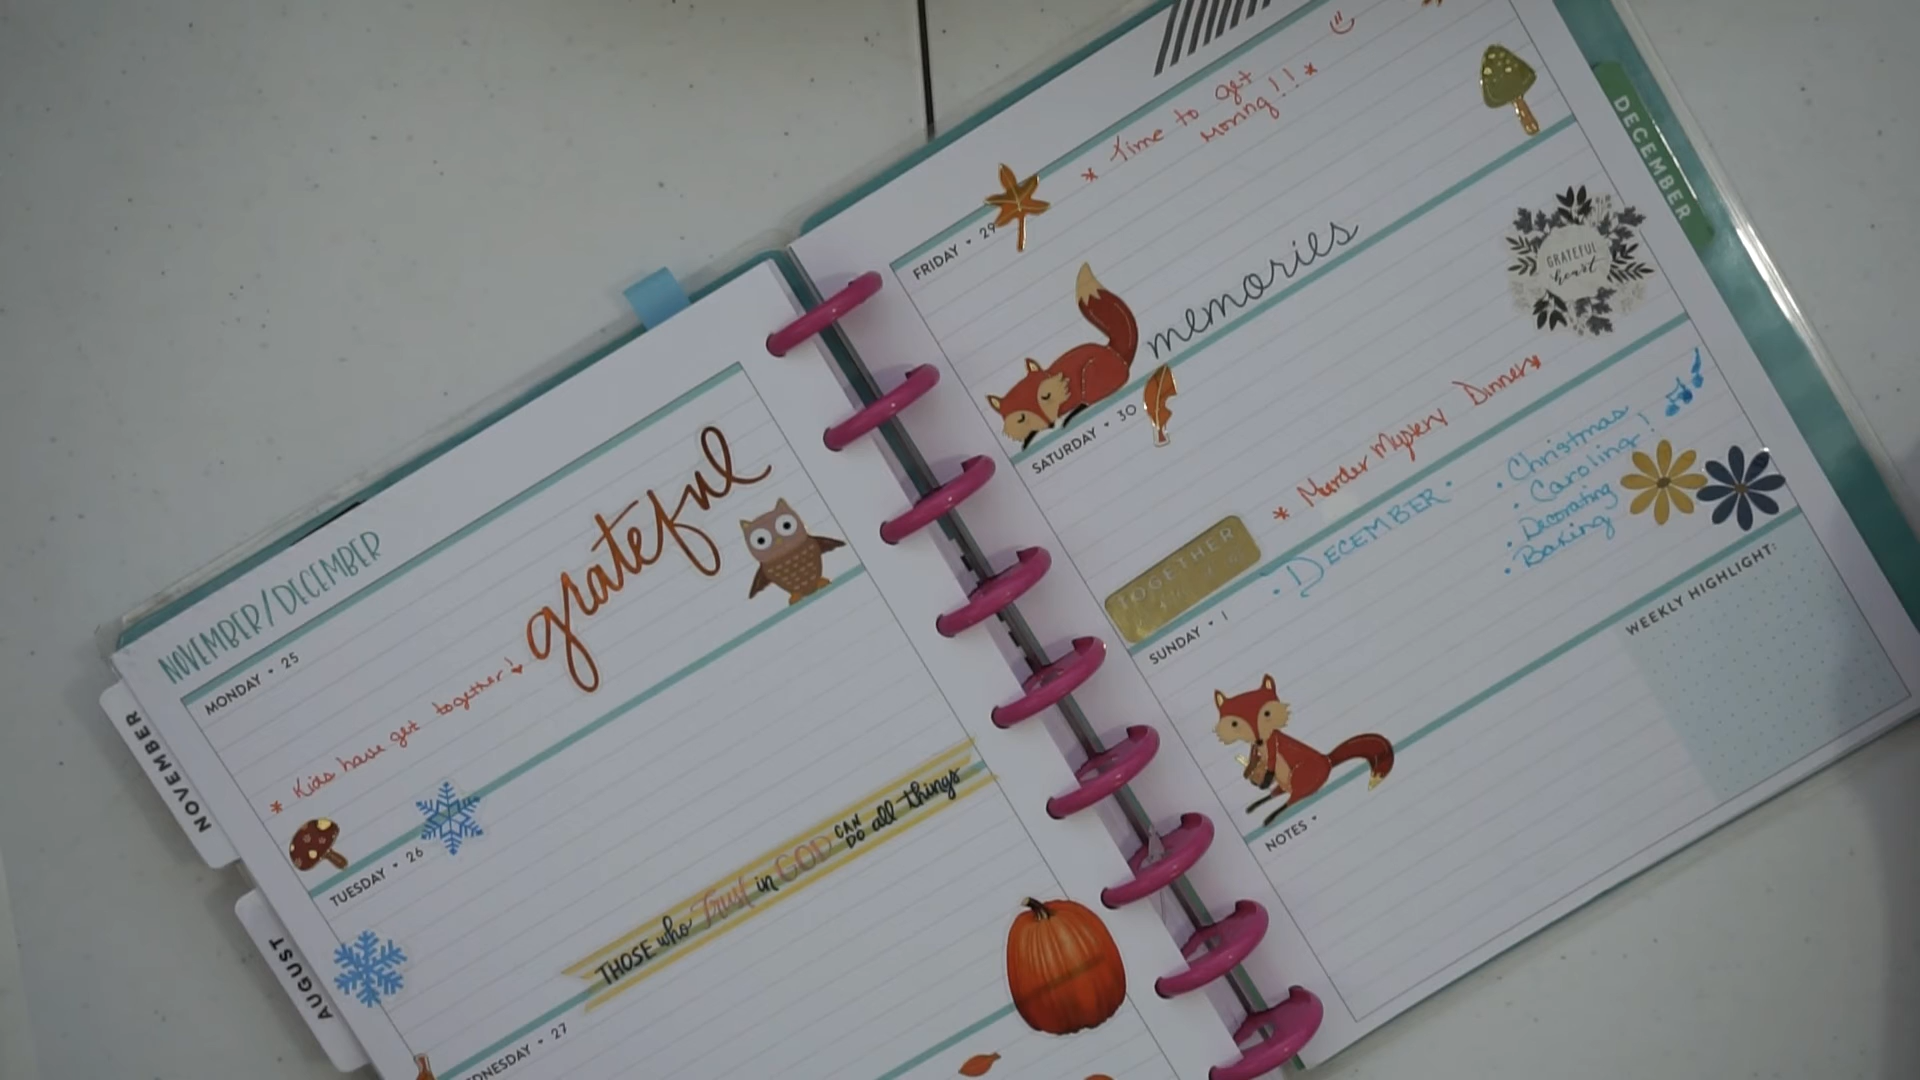 NOVEMBER/DECEMBER
MONDAY • 25
grateful
* Kids have get together!
TUESDAY • 26
THOSE who Trust in GOD CAN DO all things
DNESDAY • 27
NOVEMBER
AUGUST
☺
* Time to get
moving!! *
FRIDAY • 29
memories
GRATEFUL
heart
SATURDAY • 30
* Murder Mystery Dinner*
TOGETHER
SUNDAY • 1
• DECEMBER •
• Christmas
Caroling!
• Decorating
• Baking
WEEKLY HIGHLIGHT:
NOTES •
DECEMBER